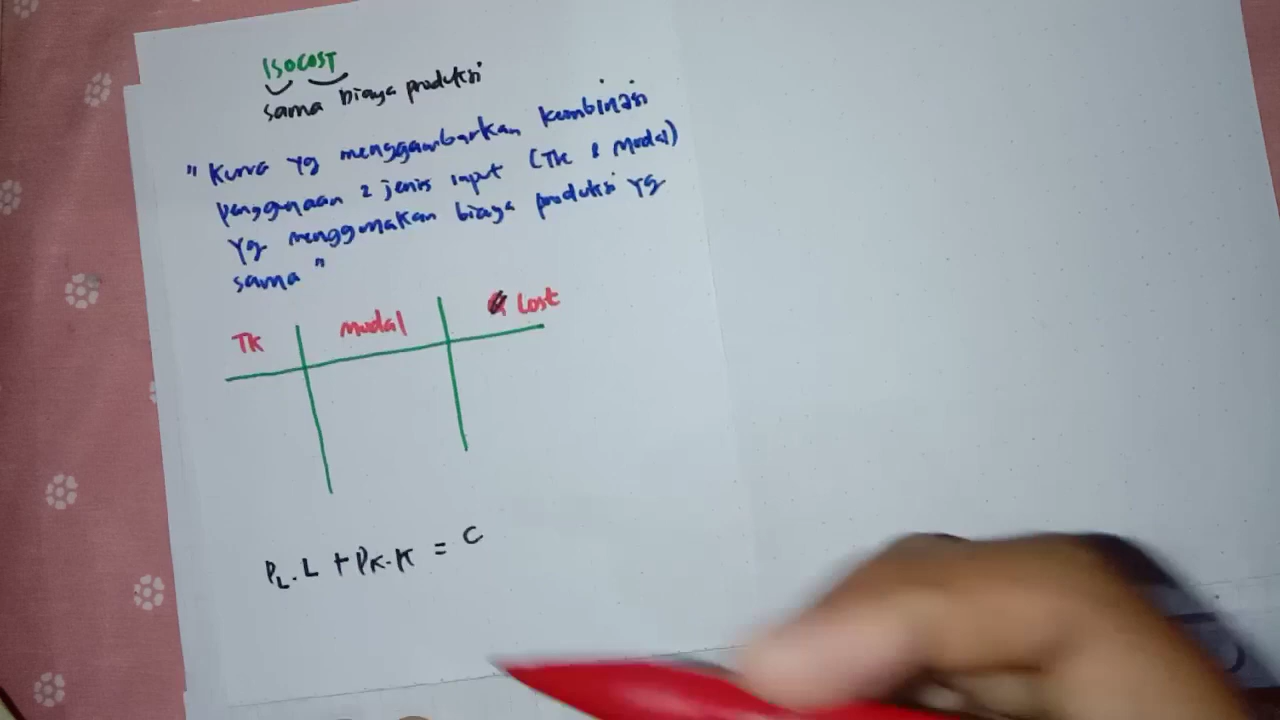 ISOCOST
sama biaya produksi
" Kurva yg menggambarkan kombinasi
penggunaan 2 jenis input (TK & Modal)
yg menggunakan biaya produksi yg
sama "
TK modal Cost
PL. L + PK. K = C